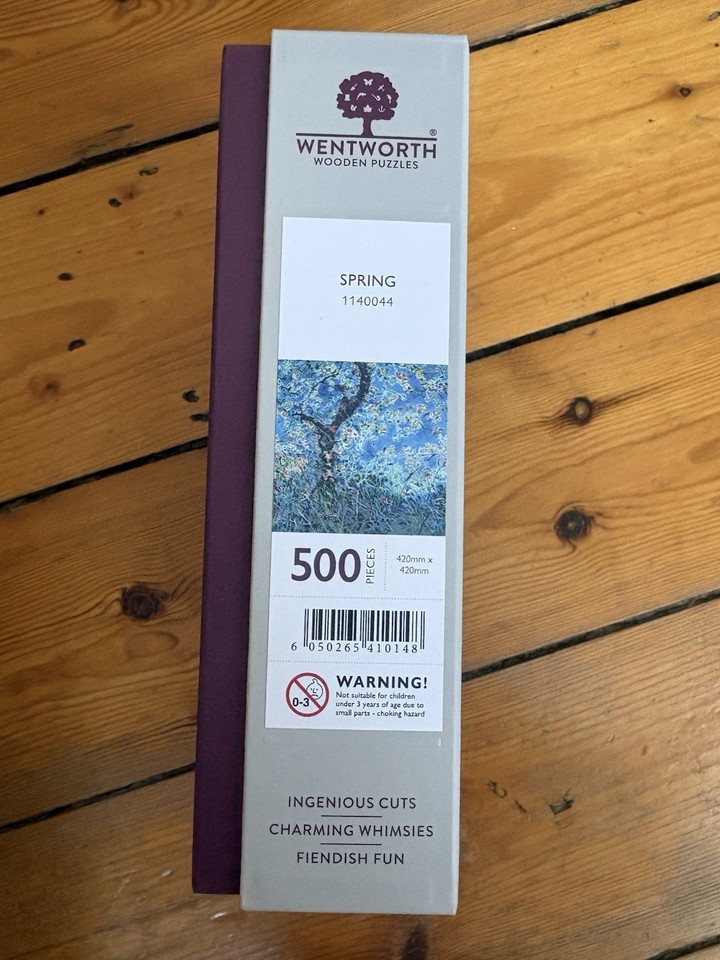 ®
WENTWORTH
WOODEN PUZZLES
SPRING
1140044
500 PIECES
420mm x
420mm
6 050265 410148
0-3
WARNING!
Not suitable for children
under 3 years of age due to
small parts - choking hazard
INGENIOUS CUTS
CHARMING WHIMSIES
FIENDISH FUN